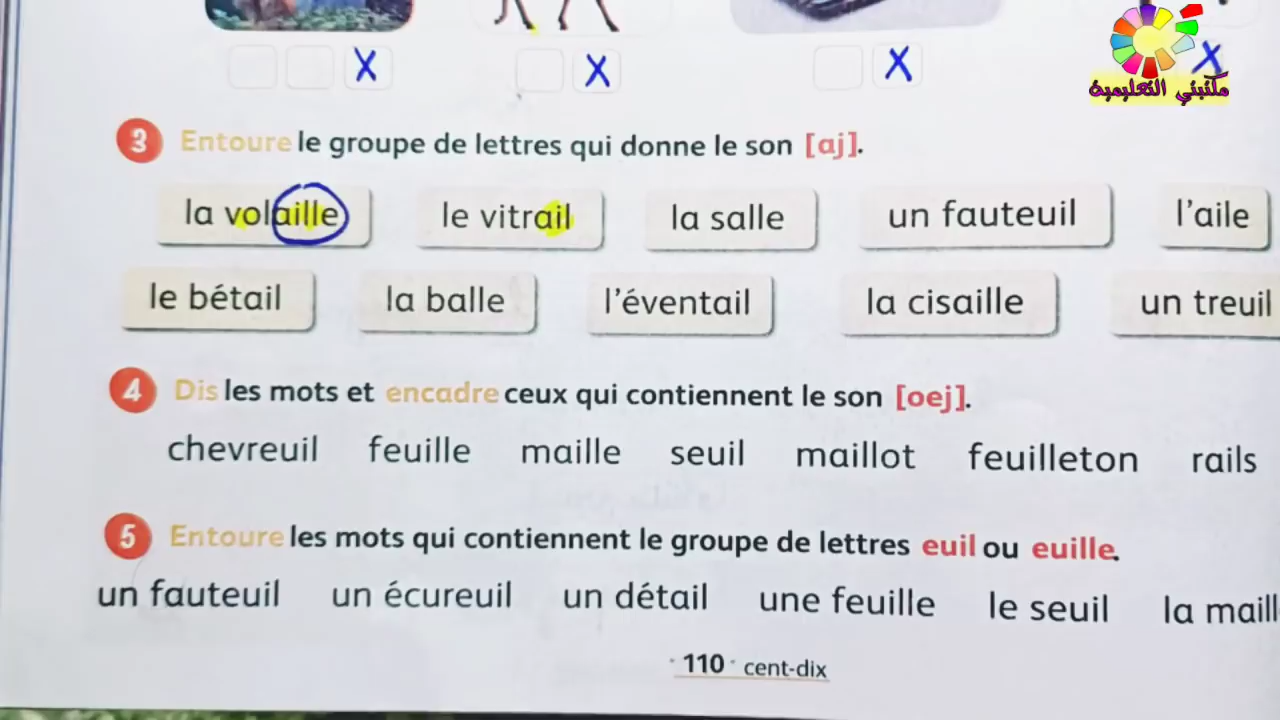 X X X X
مكتبتي التعليمية
3 Entoure le groupe de lettres qui donne le son [aj].
la volaille le vitrail la salle un fauteuil l'aile
le bétail la balle l'éventail la cisaille un treuil
4 Dis les mots et encadre ceux qui contiennent le son [oej].
chevreuil feuille maille seuil maillot feuilleton rails
5 Entoure les mots qui contiennent le groupe de lettres euil ou euille.
un fauteuil un écureuil un détail une feuille le seuil la maill
110 cent-dix